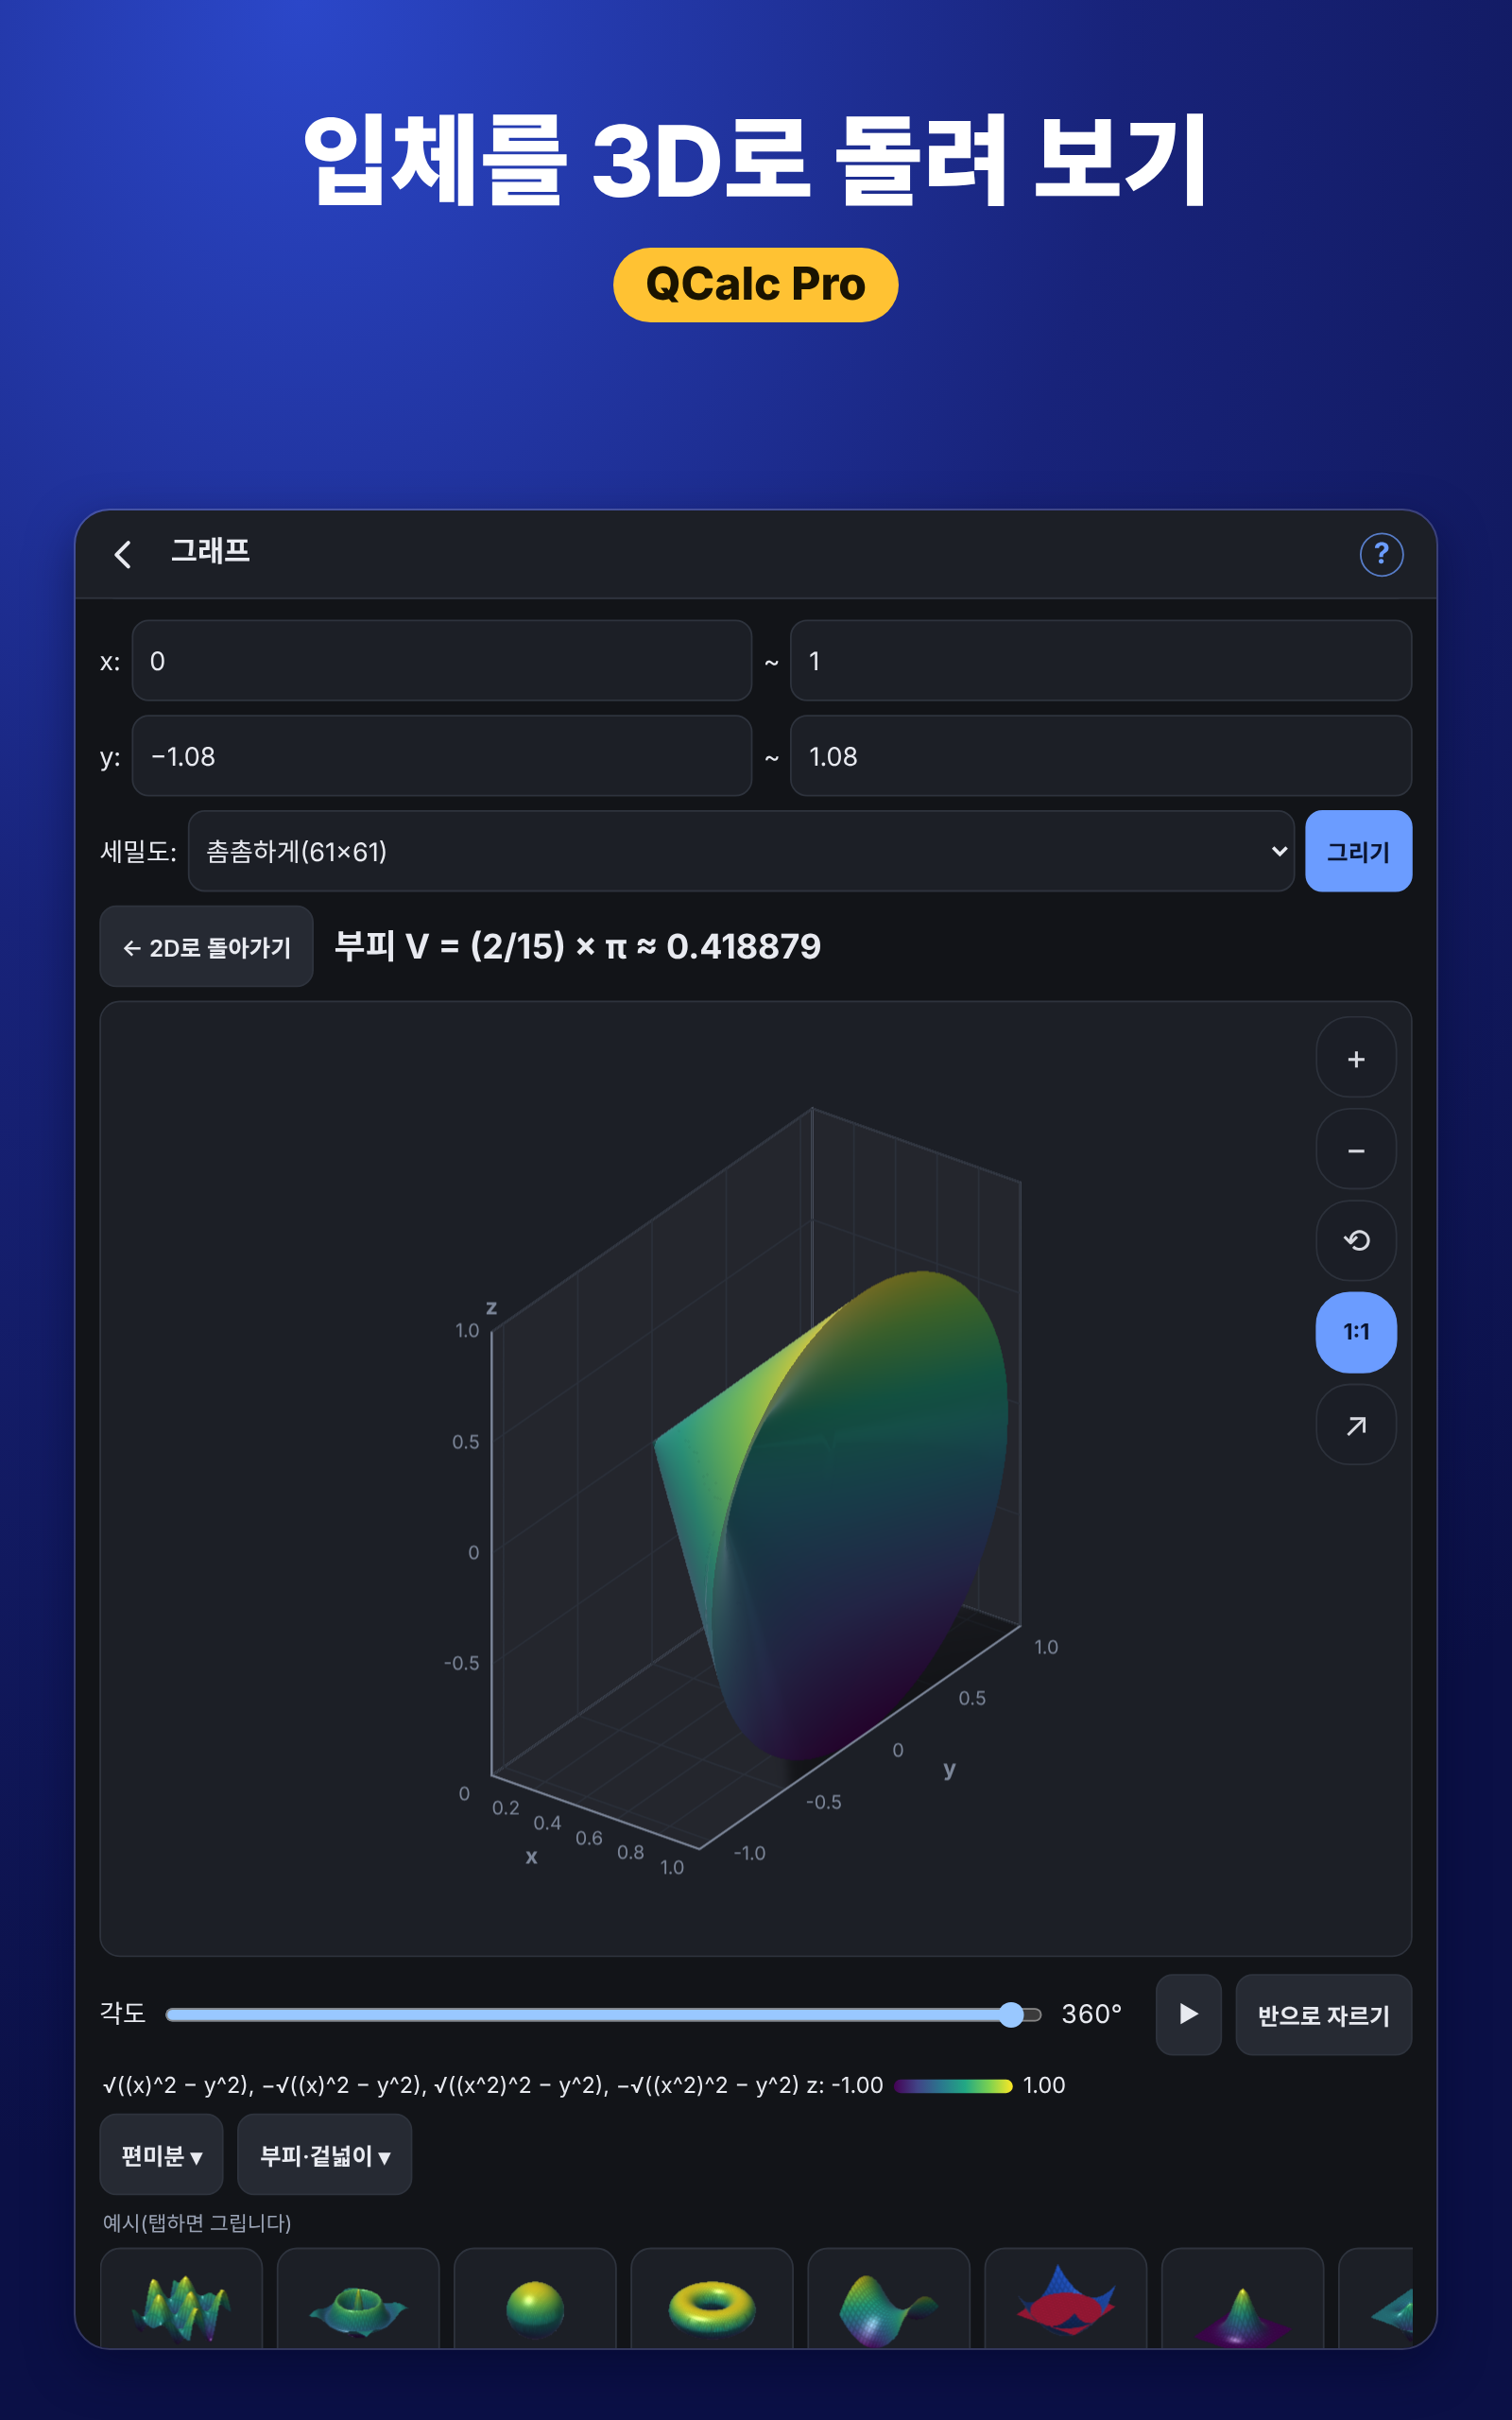 입체를 3D로 돌려 보기
QCalc Pro
그래프
?
x: 0 ~ 1
y: −1.08 ~ 1.08
세밀도: 촘촘하게(61×61) 그리기
← 2D로 돌아가기 부피 V = (2/15) × π ≈ 0.418879
+
−
⟲
1:1
↗
z
1.0
0.5
0
-0.5
0 0.2 0.4 0.6 0.8 1.0
x
-1.0 -0.5 0 0.5 1.0
y
각도 360° ▶ 반으로 자르기
√((x)^2 − y^2), −√((x)^2 − y^2), √((x^2)^2 − y^2), −√((x^2)^2 − y^2) z: -1.00 1.00
편미분 ▾ 부피·겉넓이 ▾
예시(탭하면 그립니다)